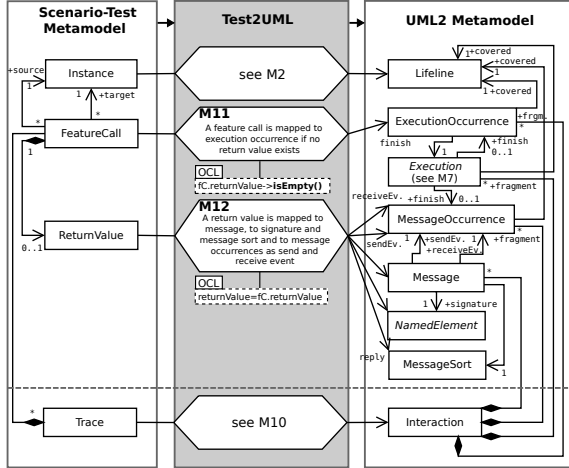 Scenario-Test
Metamodel
Test2UML
UML2 Metamodel
Instance
see M2
Lifeline
+source
1
1
+target
*
*
FeatureCall
1
M11
A feature call is mapped to
execution occurrence if no
return value exists
OCL
fC.returnValue->isEmpty()
+covered
1
+covered
1
+covered
1
ExecutionOccurrence
+frgm.
*
finish
1
+finish
0..1
Execution
(see M7)
*
+fragment
+finish
0..1
receiveEv.
MessageOccurrence
ReturnValue
0..1
M12
A return value is mapped to
message, to signature and
message sort and to message
occurrences as send and
receive event
OCL
returnValue=fC.returnValue
sendEv.
1
+sendEv.
1
+fragment
+receiveEv.
*
Message
*
1
+signature
NamedElement
reply
MessageSort
1
*
Trace
see M10
Interaction